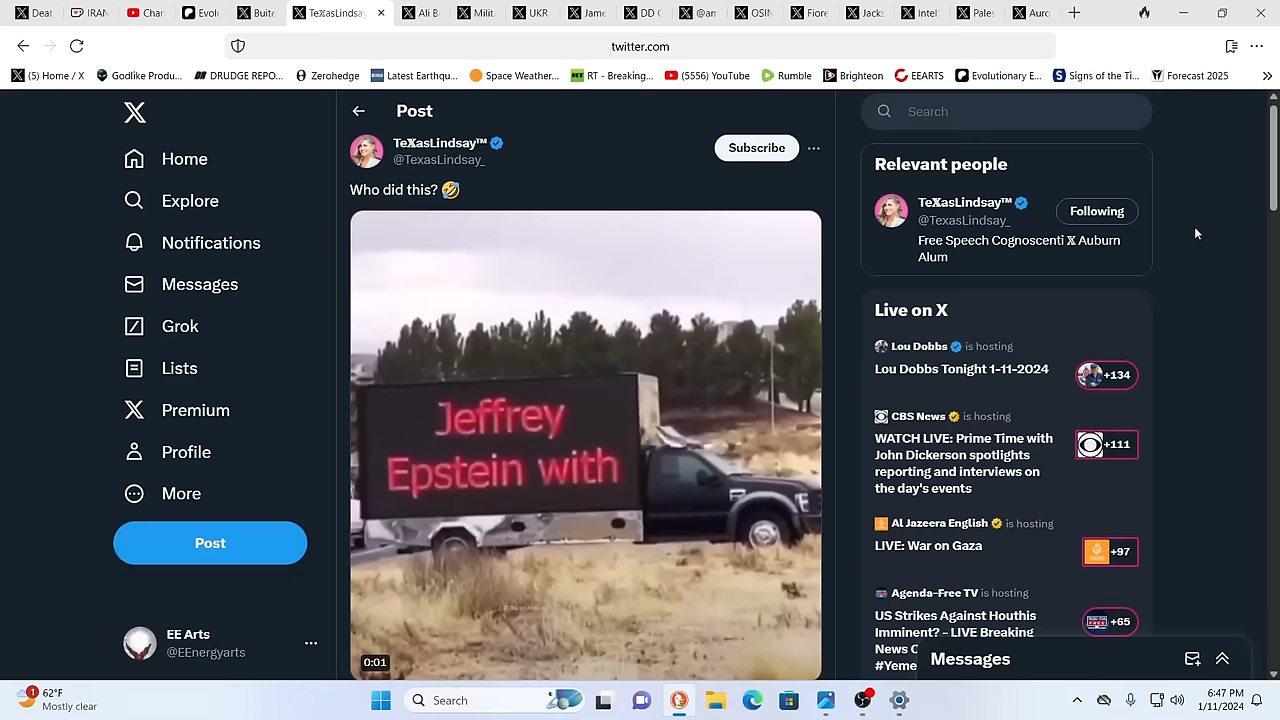 Deat
IRAN
Char
Evol
Buite
TeXasLindsay
Ali B
Milit
UKR
Jame
DD G
@an
OSIN
Fiore
Jack
Intel
Pales
Auro
twitter.com
(5) Home / X
Godlike Produ...
DRUDGE REPO...
Zerohedge
Latest Earthqu...
Space Weather...
RT - Breaking...
(5556) YouTube
Rumble
Brighteon
EEARTS
Evolutionary E...
Signs of the Ti...
Forecast 2025
Home
Explore
Notifications
Messages
Grok
Lists
Premium
Profile
More
Post
EE Arts
@EEnergyarts
Post
TeXasLindsay™
@TexasLindsay_
Subscribe
Who did this? 🤣
Jeffrey
Epstein with
0:01
Search
Relevant people
TeXasLindsay™
@TexasLindsay_
Following
Free Speech Cognoscenti X Auburn
Alum
Live on X
Lou Dobbs is hosting
Lou Dobbs Tonight 1-11-2024
+134
CBS News is hosting
WATCH LIVE: Prime Time with
John Dickerson spotlights
reporting and interviews on
the day's events
+111
Al Jazeera English is hosting
LIVE: War on Gaza
+97
Agenda-Free TV is hosting
US Strikes Against Houthis
Imminent? - LIVE Breaking
News C
#Yeme
+65
Messages
1
62°F
Mostly clear
Search
6:47 PM
1/11/2024